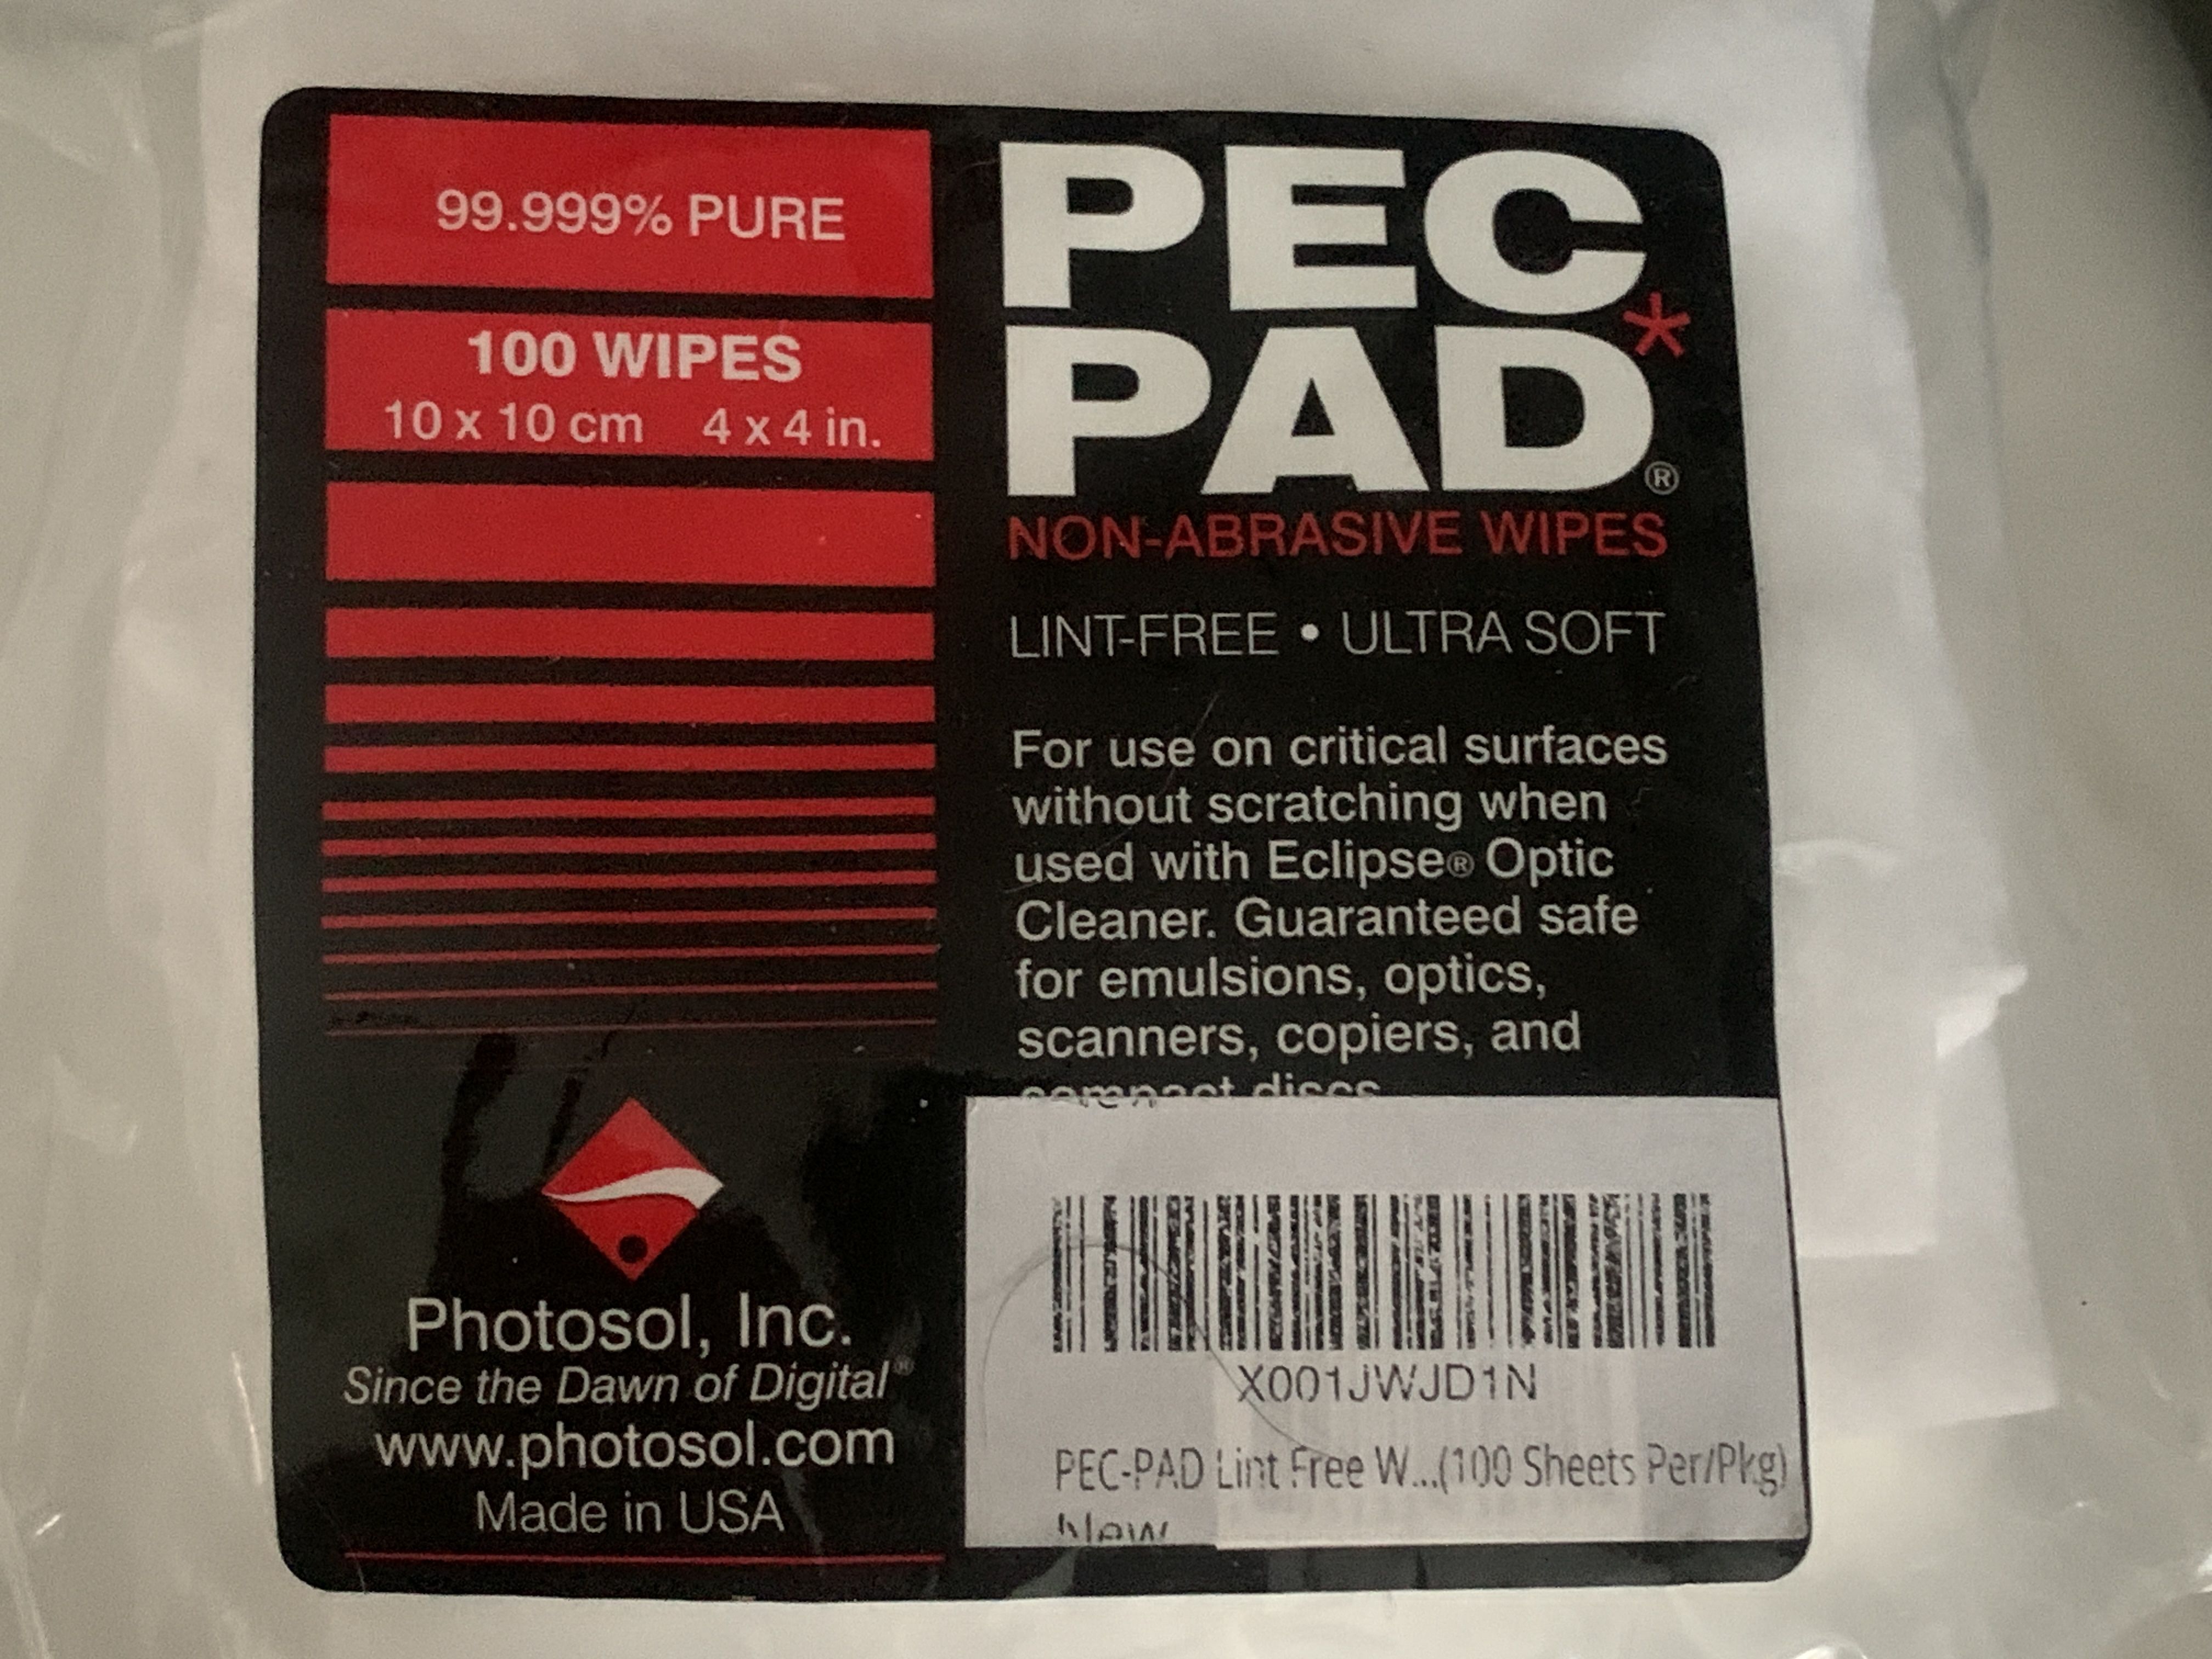 99.999% PURE
100 WIPES
10 x 10 cm 4 x 4 in.
PEC
PAD*®
NON-ABRASIVE WIPES
LINT-FREE • ULTRA SOFT
For use on critical surfaces
without scratching when
used with Eclipse® Optic
Cleaner. Guaranteed safe
for emulsions, optics,
scanners, copiers, and
compact discs
Photosol, Inc.
Since the Dawn of Digital®
www.photosol.com
Made in USA
X001JWJD1N
PEC-PAD Lint Free W...(100 Sheets Per/Pkg)
New